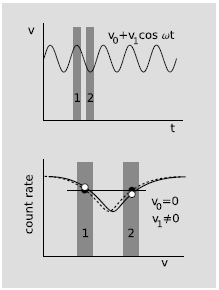 v
v₀+v₁cos ωt
1 2
t
count rate
v₀=0
v₁≠0
1 2
v